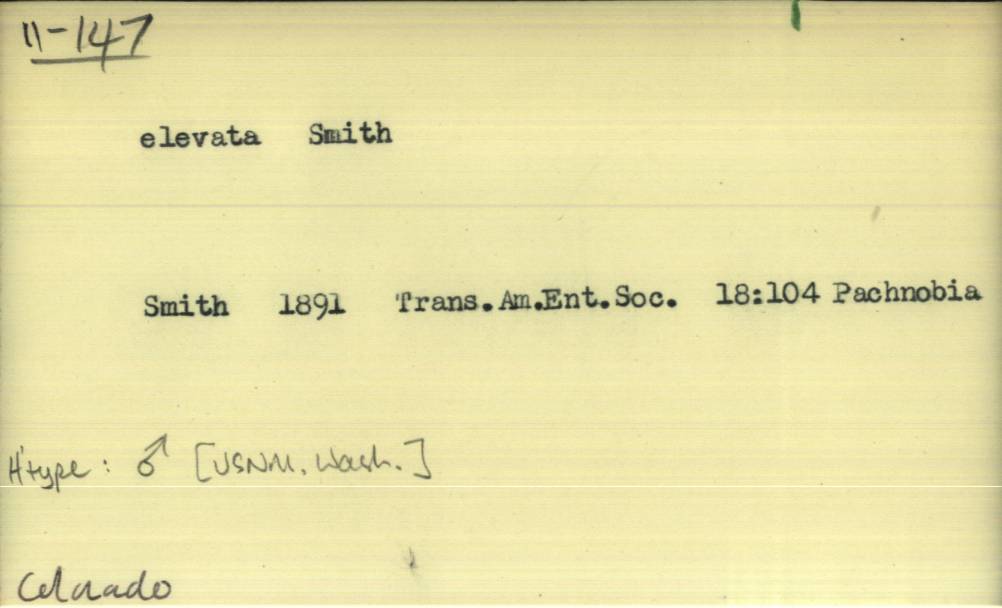 11-147
elevata Smith
Smith 1891 Trans.Am.Ent.Soc. 18:104 Pachnobia
H'type: ♂ [USNM. Wash.]
Colorado